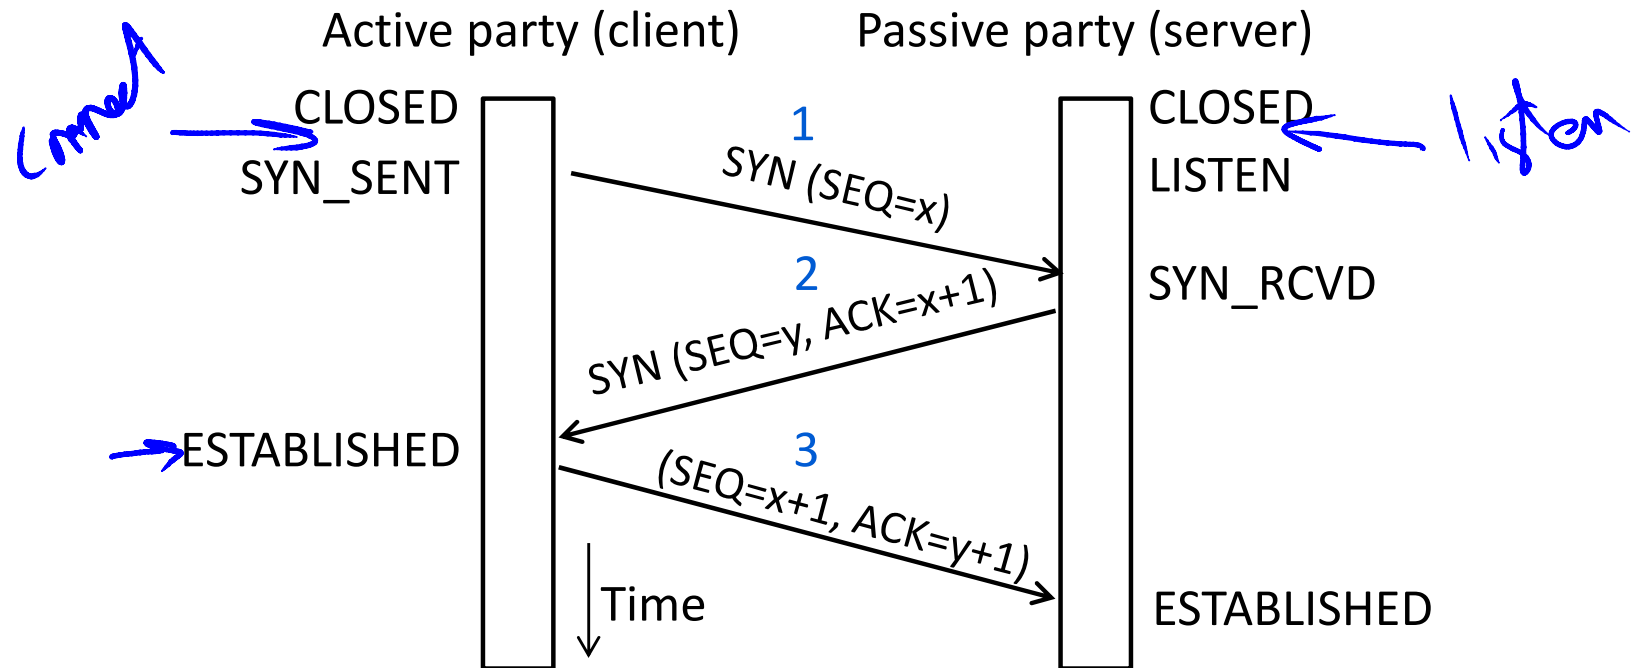 Active party (client) Passive party (server)
connect
CLOSED
1
CLOSED
listen
SYN_SENT
SYN (SEQ=x)
LISTEN
2
SYN_RCVD
SYN (SEQ=y, ACK=x+1)
ESTABLISHED
3
(SEQ=x+1, ACK=y+1)
Time
ESTABLISHED